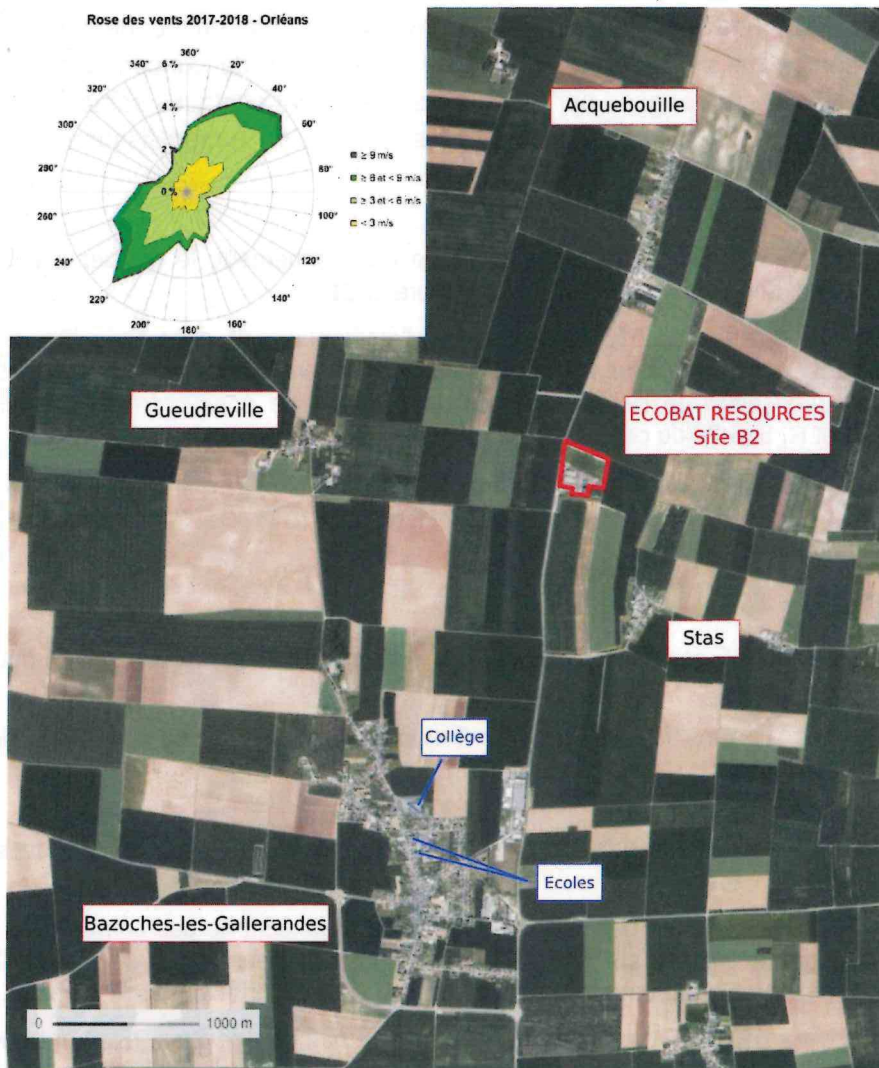 Rose des vents 2017-2018 - Orléans
360°
20°
40°
60°
80°
100°
120°
140°
160°
180°
200°
220°
240°
260°
280°
300°
320°
340°
6 %
4 %
2 %
0 %
≥ 9 m/s
≥ 6 et < 9 m/s
≥ 3 et < 6 m/s
< 3 m/s
Acquebouille
Gueudreville
ECOBAT RESOURCES
Site B2
Stas
Collège
Ecoles
Bazoches-les-Gallerandes
0 1000 m